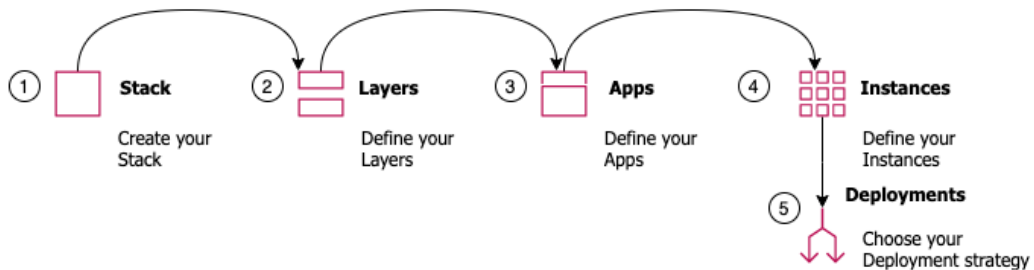 1
Stack
Create your
Stack
2
Layers
Define your
Layers
3
Apps
Define your
Apps
4
Instances
Define your
Instances
5
Deployments
Choose your
Deployment strategy